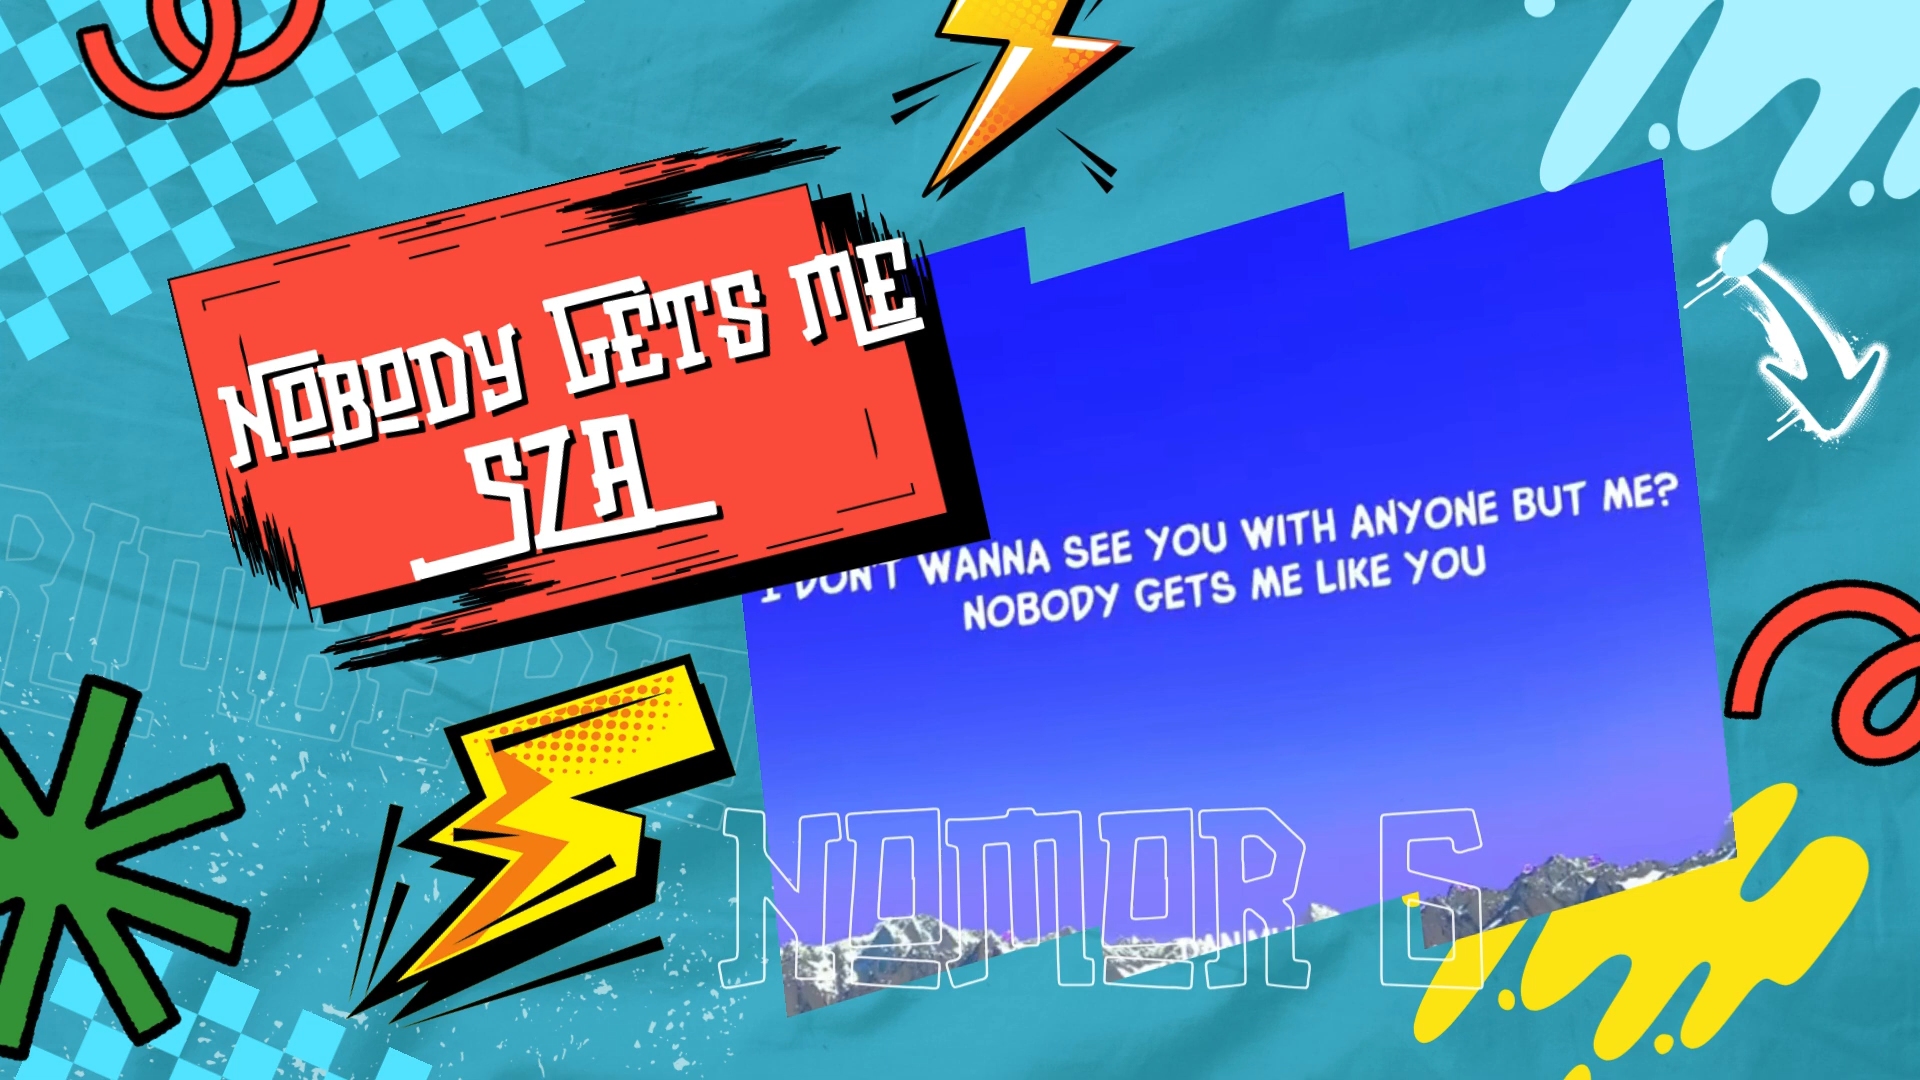 NOBODY GETS ME
SZA
I DON'T WANNA SEE YOU WITH ANYONE BUT ME?
NOBODY GETS ME LIKE YOU
NOMOR 6